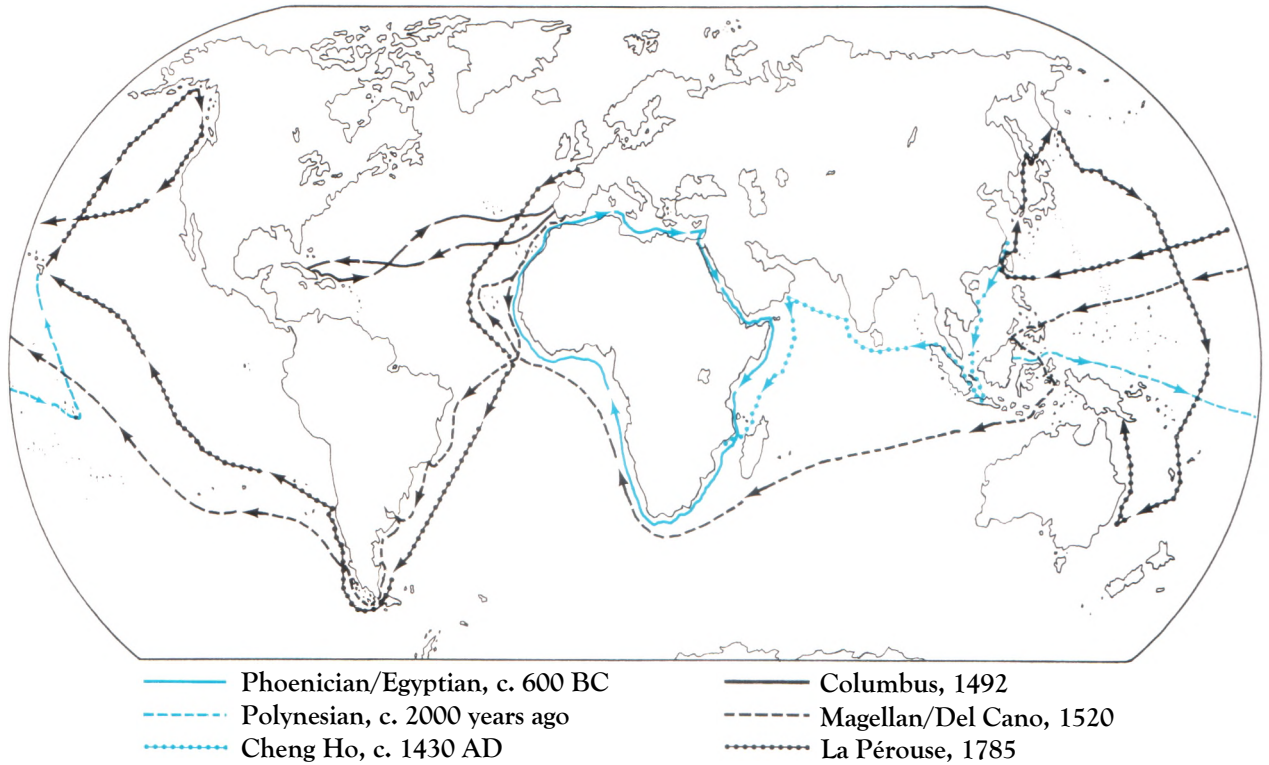 Phoenician/Egyptian, c. 600 BC
Polynesian, c. 2000 years ago
Cheng Ho, c. 1430 AD
Columbus, 1492
Magellan/Del Cano, 1520
La Pérouse, 1785